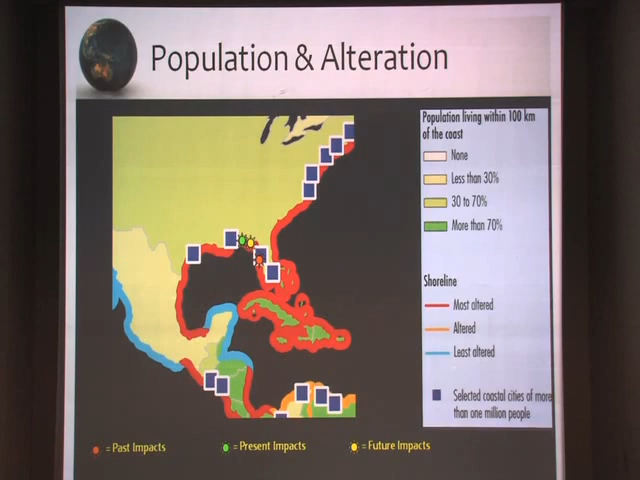 Population & Alteration
Population living within 100 km
of the coast
None
Less than 30%
30 to 70%
More than 70%
Shoreline
Most altered
Altered
Least altered
Selected coastal cities of more
than one million people
= Past Impacts
= Present Impacts
= Future Impacts